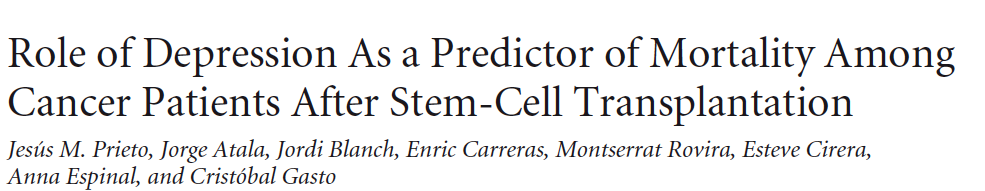 Role of Depression As a Predictor of Mortality Among
Cancer Patients After Stem-Cell Transplantation
Jesús M. Prieto, Jorge Atala, Jordi Blanch, Enric Carreras, Montserrat Rovira, Esteve Cirera,
Anna Espinal, and Cristóbal Gasto